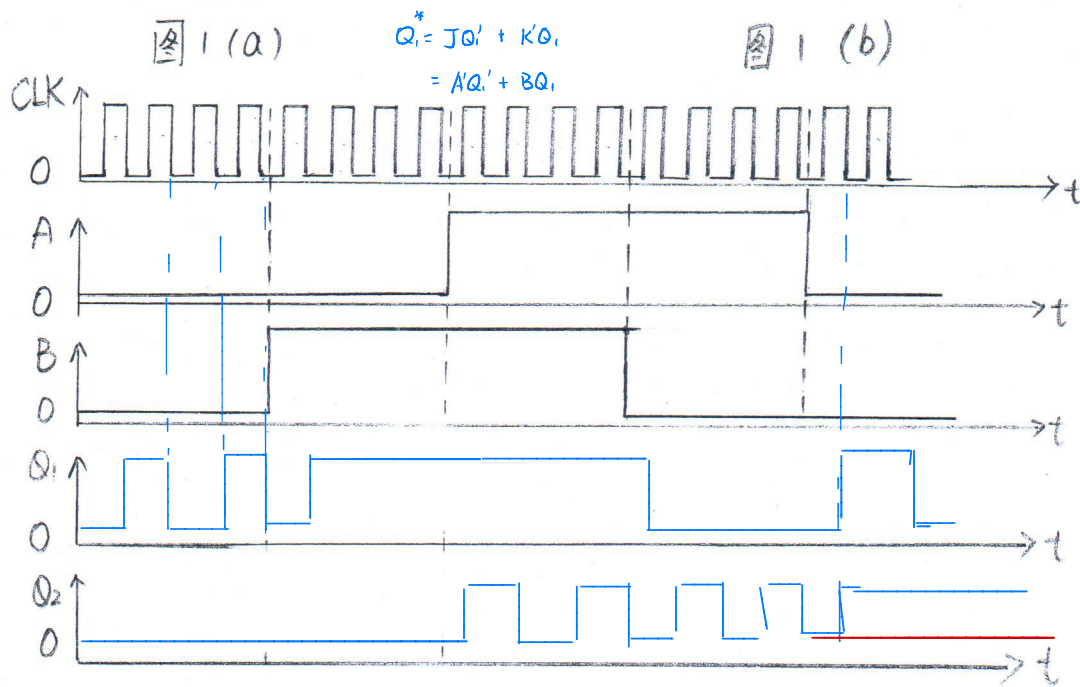 图1(a)
Q₁* = JQ₁' + K'Q₁
= A'Q₁' + BQ₁
图1(b)
CLK
0
t
A
0
t
B
0
t
Q₁
0
t
Q₂
0
t